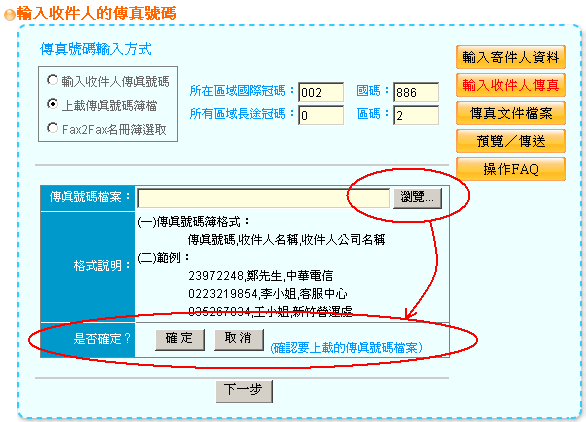 輸入收件人的傳真號碼
傳真號碼輸入方式
輸入收件人傳真號碼
上載傳真號碼簿檔
Fax2Fax名冊簿選取
所在區域國際冠碼：002 國碼：886
所有區域長途冠碼：0 區碼：2
輸入寄件人資料
輸入收件人傳真
傳真文件檔案
預覽／傳送
操作FAQ
傳真號碼檔案： 瀏覽...
格式說明：
(一)傳真號碼簿格式：
傳真號碼,收件人名稱,收件人公司名稱
(二)範例：
23972248,鄭先生,中華電信
0223219854,李小姐,客服中心
035267834,王小姐,新竹營運處
是否確定？ 確定 取消 (確認要上載的傳真號碼檔案)
下一步